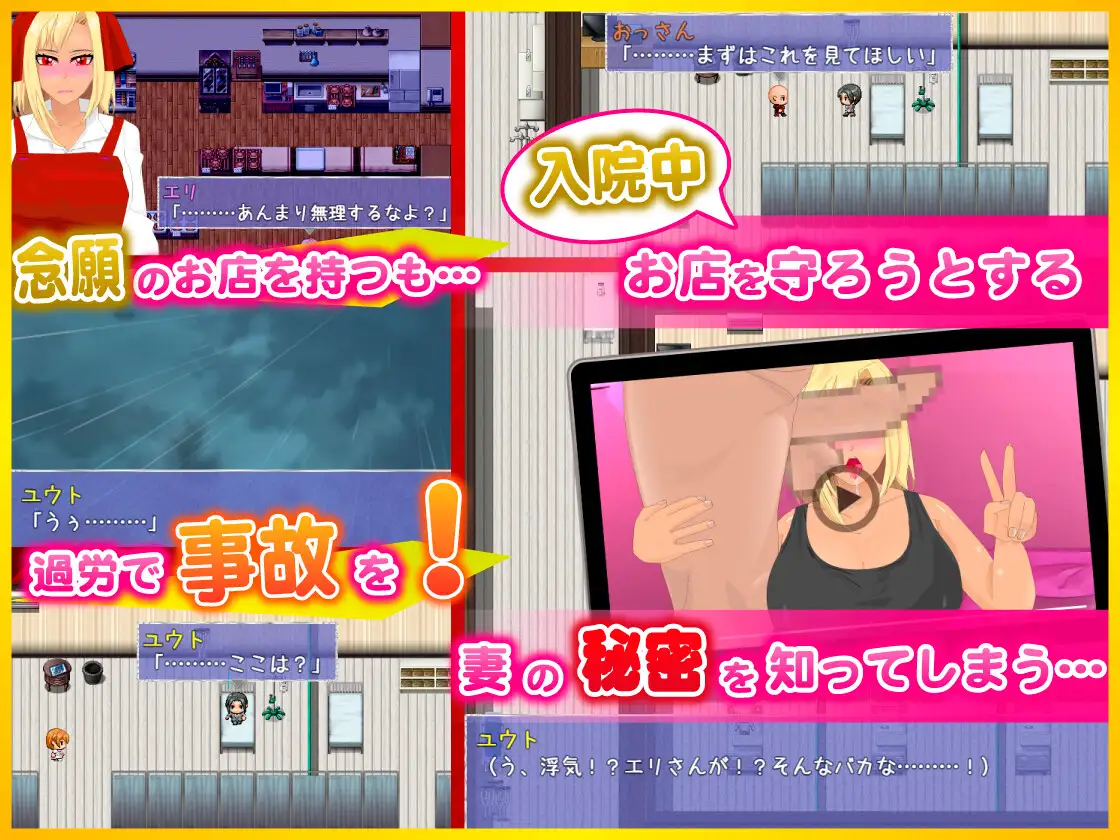 エリ
「………あんまり無理するなよ？」
念願のお店を持つも…
ユウト
「うぅ………」
過労で事故を！
ユウト
「………ここは？」
おっさん
「………まずはこれを見てほしい」
入院中
お店を守ろうとする
妻の秘密を知ってしまう…
ユウト
（う、浮気！？エリさんが！？そんなバカな………！）